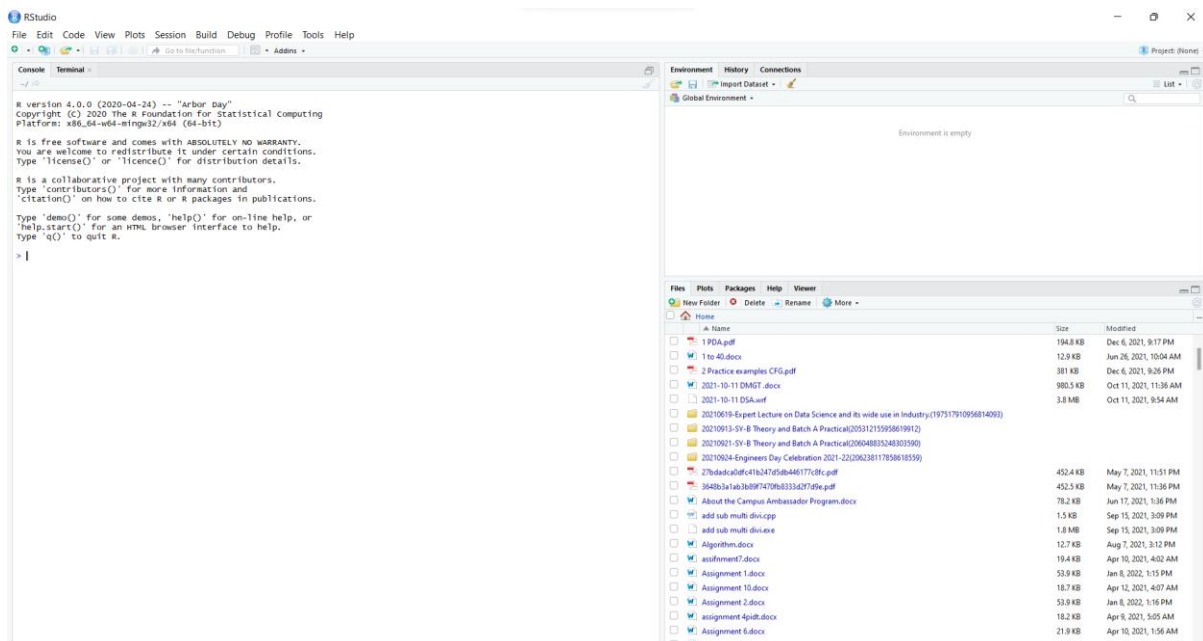 RStudio
File Edit Code View Plots Session Build Debug Profile Tools Help
Go to file/function Addins
Project: (None)
Console Terminal
~/
R version 4.0.0 (2020-04-24) -- "Arbor Day"
Copyright (C) 2020 The R Foundation for Statistical Computing
Platform: x86_64-w64-mingw32/x64 (64-bit)
R is free software and comes with ABSOLUTELY NO WARRANTY.
You are welcome to redistribute it under certain conditions.
Type 'license()' or 'licence()' for distribution details.
R is a collaborative project with many contributors.
Type 'contributors()' for more information and
'citation()' on how to cite R or R packages in publications.
Type 'demo()' for some demos, 'help()' for on-line help, or
'help.start()' for an HTML browser interface to help.
Type 'q()' to quit R.
>
Environment History Connections
Import Dataset List
Global Environment
Environment is empty
Files Plots Packages Help Viewer
New Folder Delete Rename More
Home
Name Size Modified
1 PDA.pdf 194.8 KB Dec 6, 2021, 9:17 PM
1 to 40.docx 12.9 KB Jun 26, 2021, 10:04 AM
2 Practice examples CFG.pdf 381 KB Dec 6, 2021, 9:26 PM
2021-10-11 DMGT .docx 980.5 KB Oct 11, 2021, 11:36 AM
2021-10-11 DSA.wrf 3.8 MB Oct 11, 2021, 9:54 AM
20210619-Expert Lecture on Data Science and its wide use in Industry.(197517910956814093)
20210913-SY-B Theory and Batch A Practical(205312155958619912)
20210921-SY-B Theory and Batch A Practical(206048835248303590)
20210924-Engineers Day Celebration 2021-22(206238117858618559)
27bdadca0dfc41b247d5db446177c8fc.pdf 452.4 KB May 7, 2021, 11:51 PM
3648b3a1ab3b89f7470fb8333d2f7d9e.pdf 452.5 KB May 7, 2021, 11:36 PM
About the Campus Ambassador Program.docx 78.2 KB Jun 17, 2021, 1:36 PM
add sub multi divi.cpp 1.5 KB Sep 15, 2021, 3:09 PM
add sub multi divi.exe 1.8 MB Sep 15, 2021, 3:09 PM
Algorithm.docx 12.7 KB Aug 7, 2021, 3:12 PM
assifnment7.docx 19.4 KB Apr 10, 2021, 4:02 AM
Assignment 1.docx 53.9 KB Jan 8, 2022, 1:15 PM
Assignment 10.docx 18.7 KB Apr 12, 2021, 4:07 AM
Assignment 2.docx 53.9 KB Jan 8, 2022, 1:16 PM
assignment 4pidt.docx 18.2 KB Apr 9, 2021, 5:05 AM
Assignment 6.docx 21.9 KB Apr 10, 2021, 1:56 AM